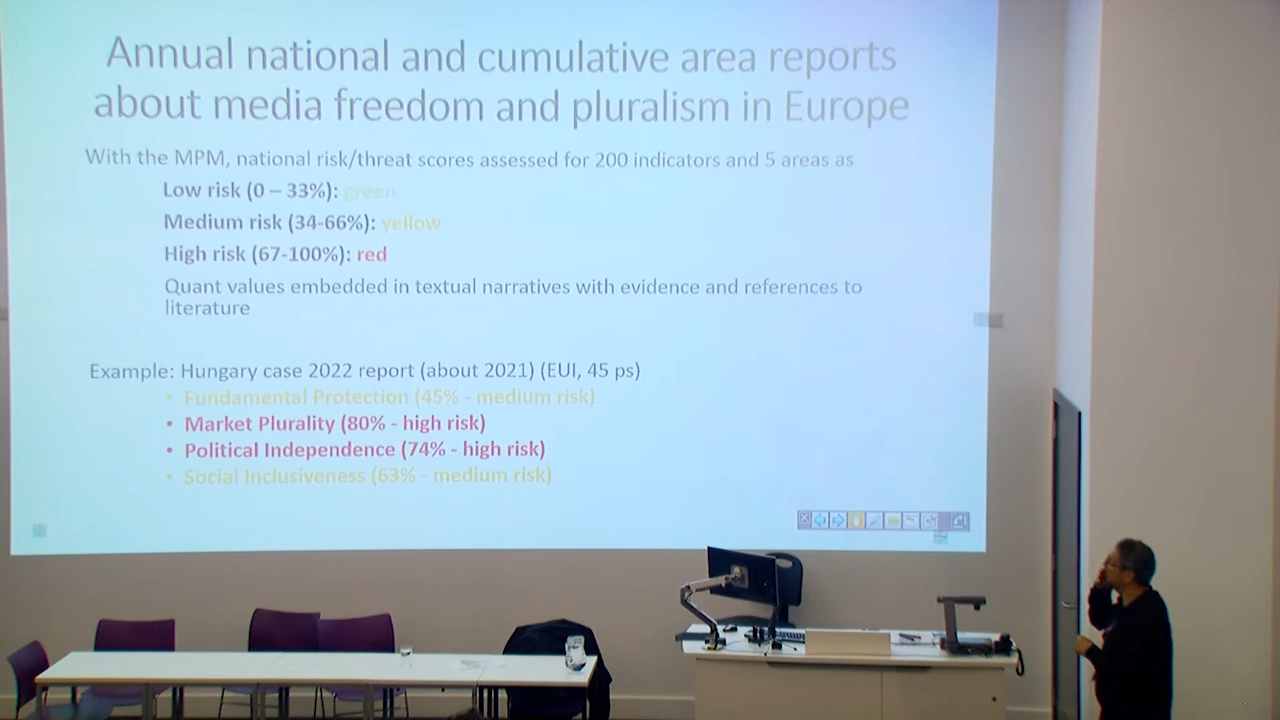 Annual national and cumulative area reports
about media freedom and pluralism in Europe
With the MPM, national risk/threat scores assessed for 200 indicators and 5 areas as
Low risk (0 – 33%): green
Medium risk (34-66%): yellow
High risk (67-100%): red
Quant values embedded in textual narratives with evidence and references to
literature
Example: Hungary case 2022 report (about 2021) (EUI, 45 ps)
• Fundamental Protection (45% - medium risk)
• Market Plurality (80% - high risk)
• Political Independence (74% - high risk)
• Social Inclusiveness (63% - medium risk)